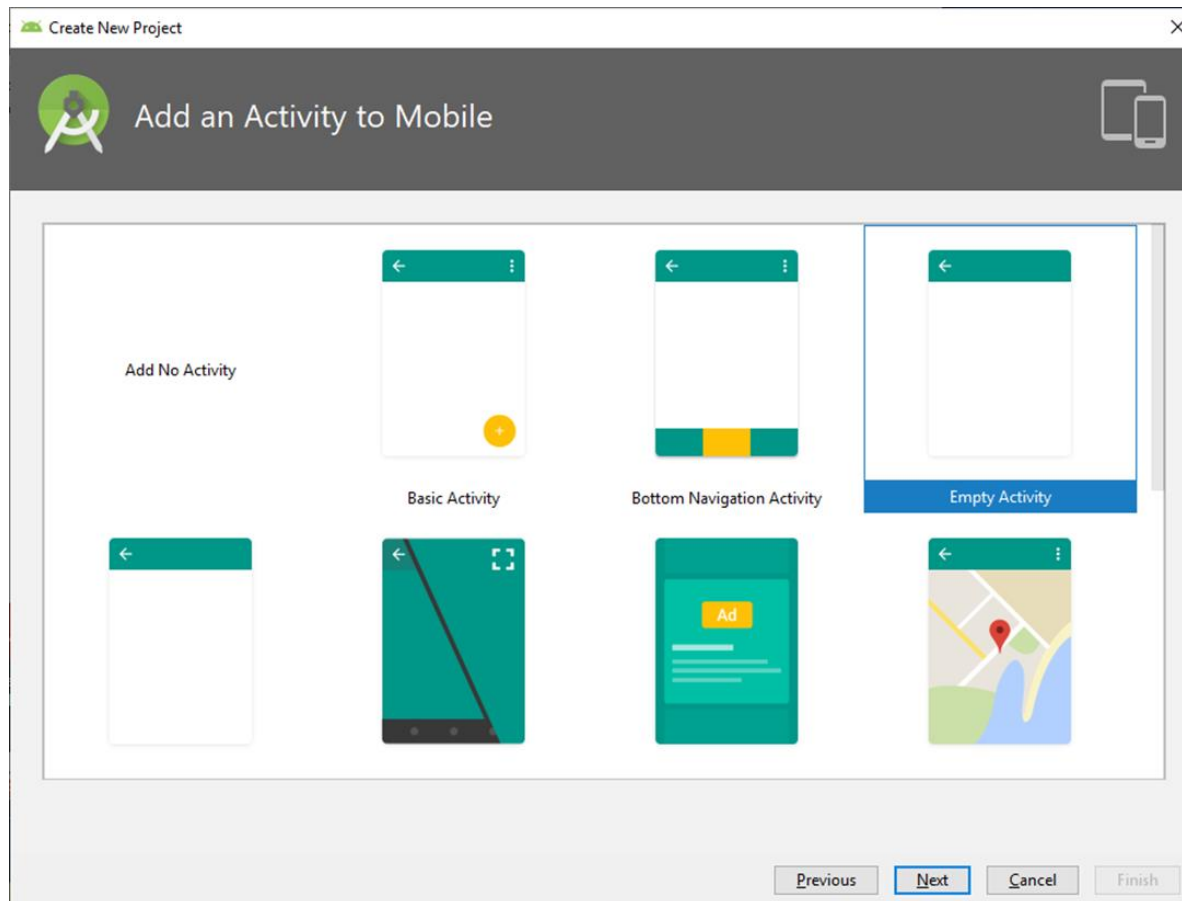 Create New Project
Add an Activity to Mobile
Add No Activity
Basic Activity
Bottom Navigation Activity
Empty Activity
Ad
Previous
Next
Cancel
Finish